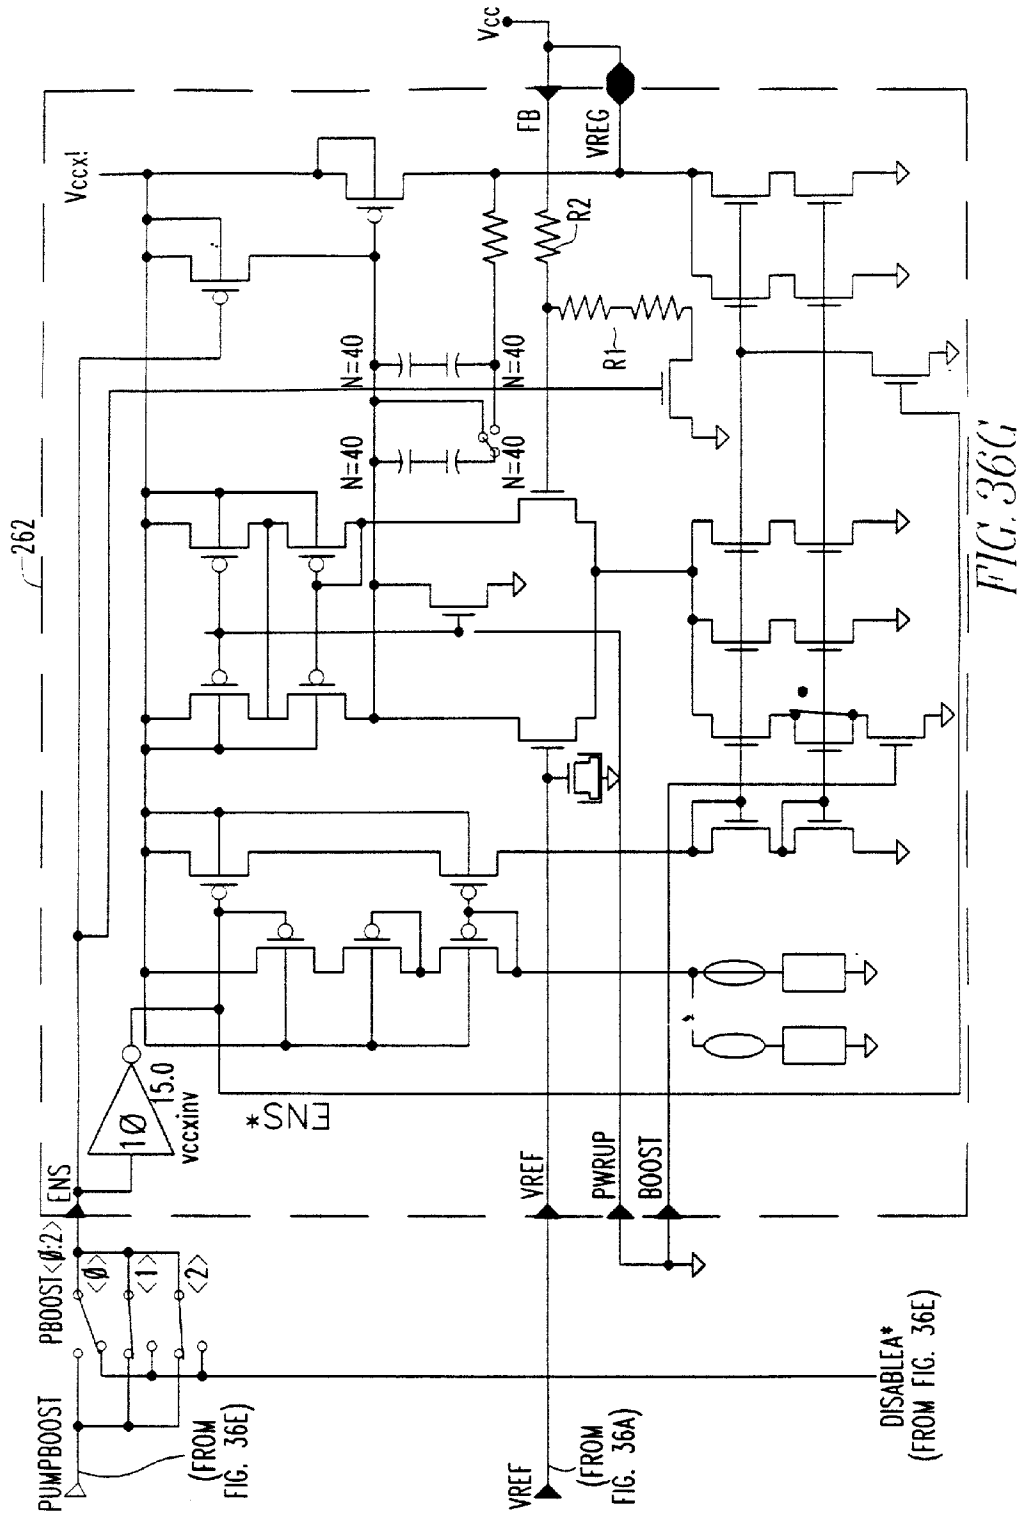 262
Vccx!
Vcc
FB
VREG
R2
R1
N=40
N=40
N=40
N=40
ENS
10
15.0
vccxinv
ENS*
VREF
PWRUP
BOOST
PBOOST<0:2>
<0>
<1>
<2>
PUMPBOOST
(FROM
FIG. 36E)
VREF
(FROM
FIG. 36A)
DISABLEA*
(FROM FIG. 36E)
FIG. 36G